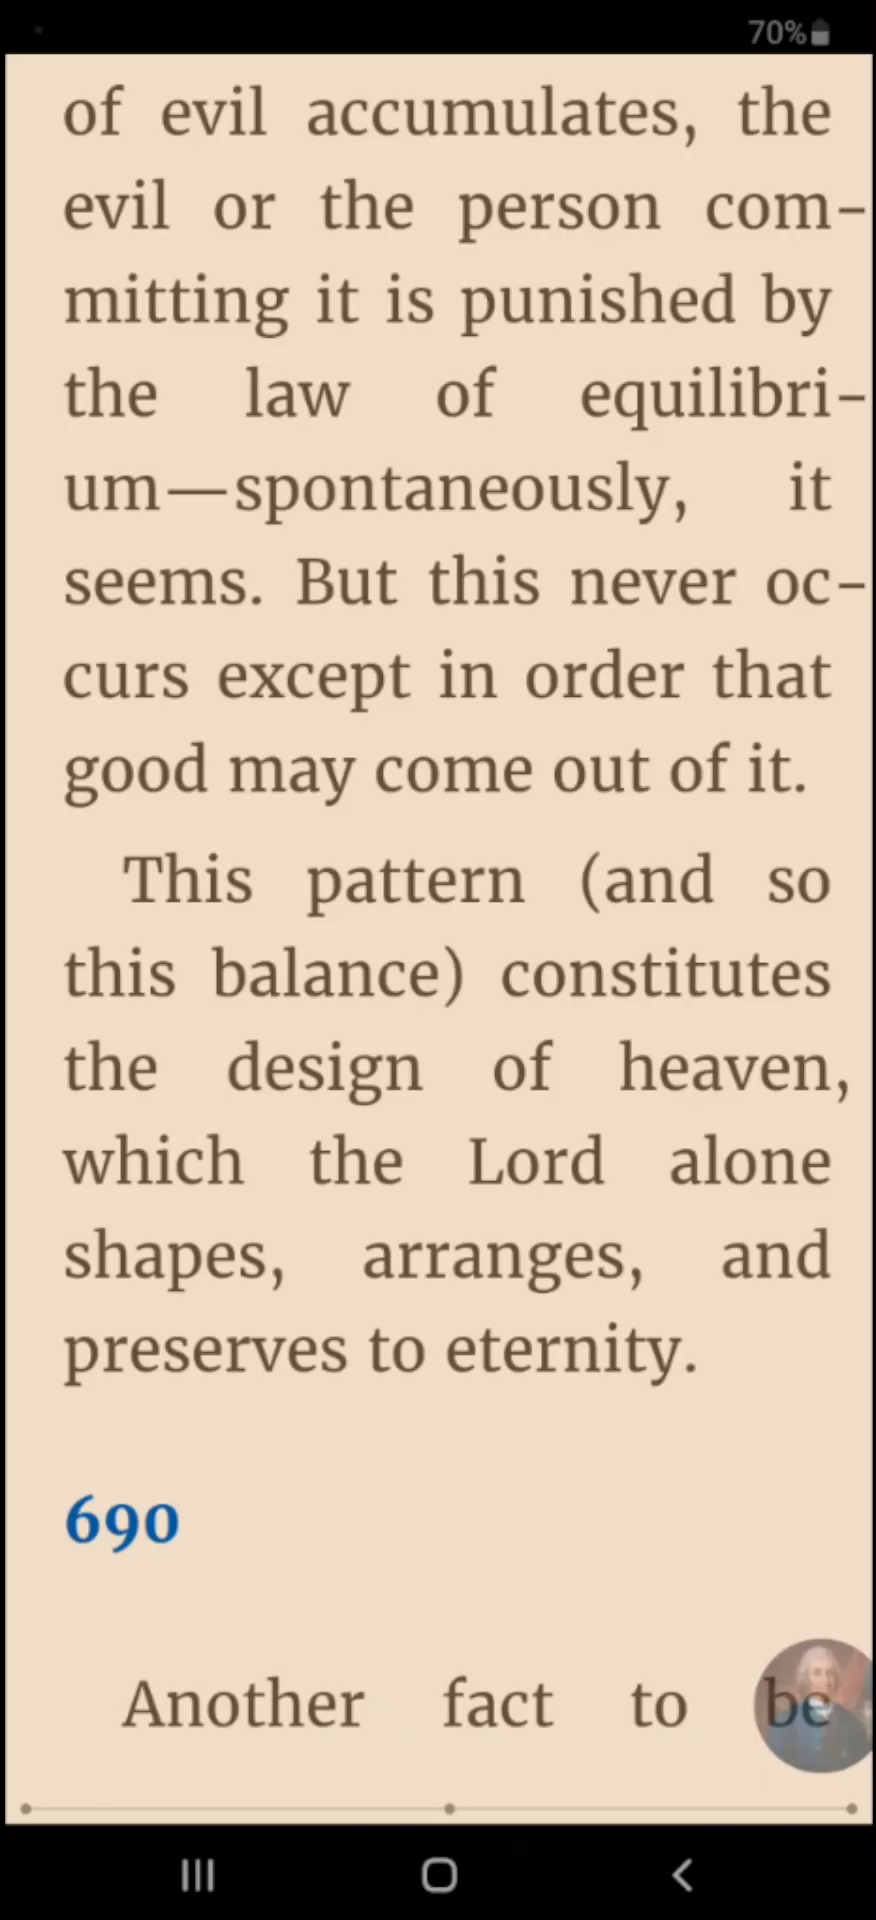 70%
of evil accumulates, the
evil or the person com-
mitting it is punished by
the law of equilibri-
um—spontaneously, it
seems. But this never oc-
curs except in order that
good may come out of it.
This pattern (and so
this balance) constitutes
the design of heaven,
which the Lord alone
shapes, arranges, and
preserves to eternity.
690
Another fact to be